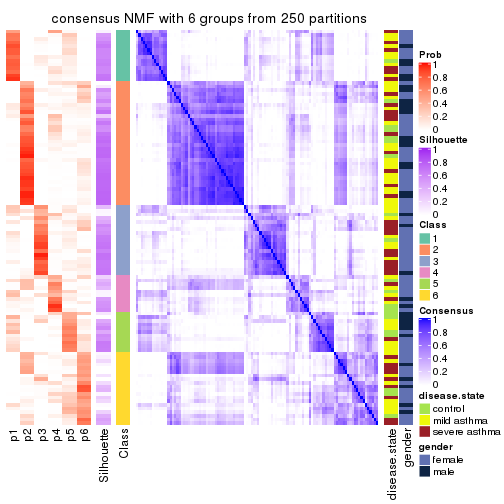 consensus NMF with 6 groups from 250 partitions
Prob
1
0.8
0.6
0.4
0.2
0
Silhouette
1
0.8
0.6
0.4
0.2
0
Class
1
2
3
4
5
6
Consensus
1
0.8
0.6
0.4
0.2
0
disease.state
control
mild asthma
severe asthma
gender
female
male
p1
p2
p3
p4
p5
p6
Silhouette
Class
disease.state
gender